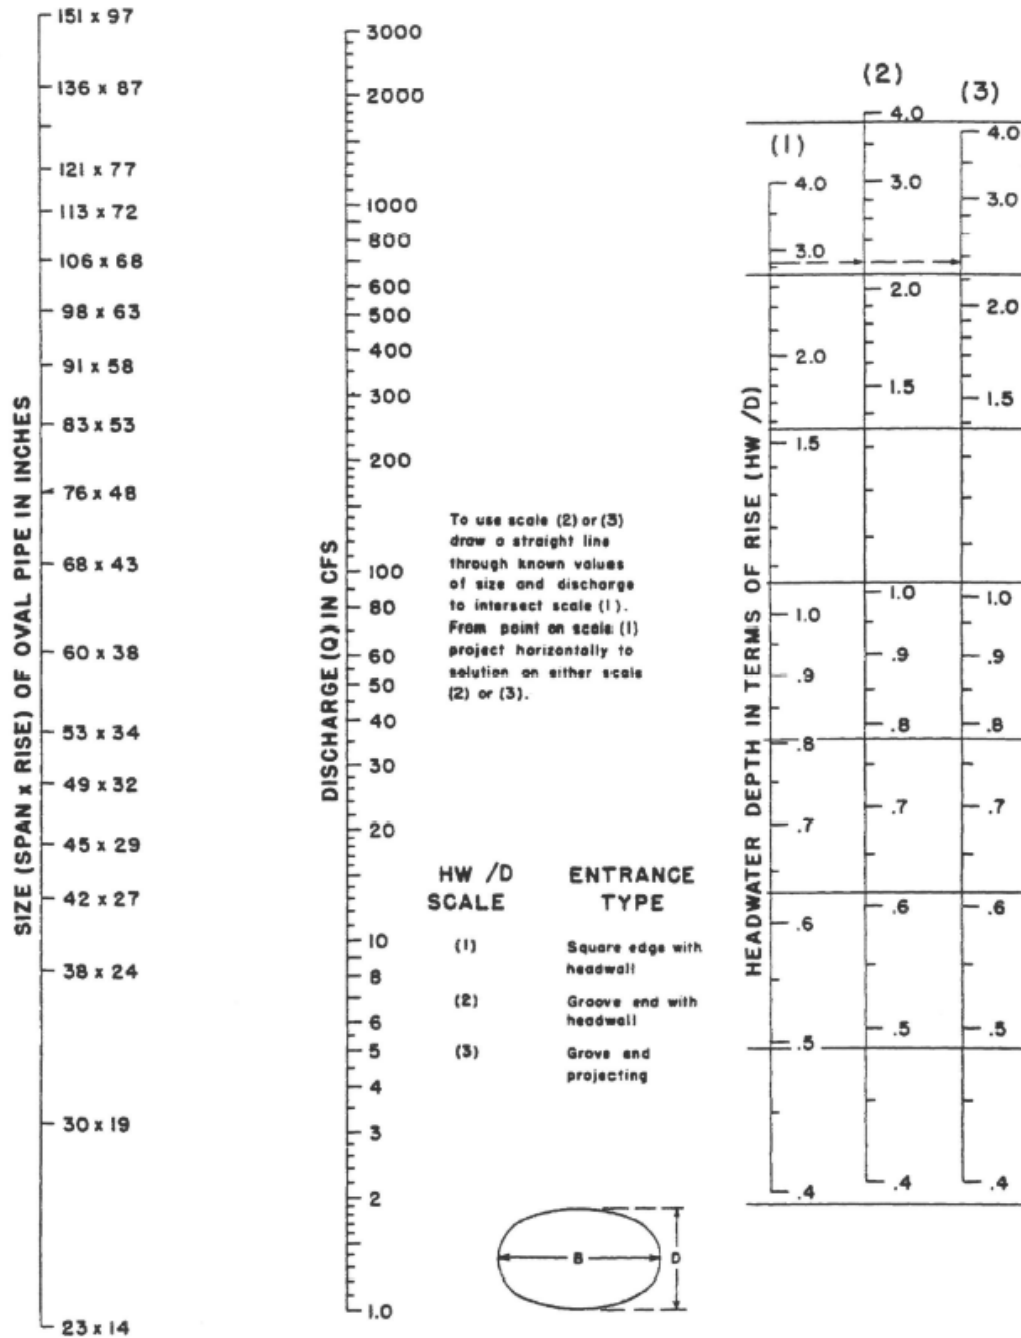 SIZE (SPAN x RISE) OF OVAL PIPE IN INCHES
151 x 97
136 x 87
121 x 77
113 x 72
106 x 68
98 x 63
91 x 58
83 x 53
76 x 48
68 x 43
60 x 38
53 x 34
49 x 32
45 x 29
42 x 27
38 x 24
30 x 19
23 x 14
DISCHARGE (Q) IN CFS
3000
2000
1000
800
600
500
400
300
200
100
80
60
50
40
30
20
10
8
6
5
4
3
2
1.0
To use scale (2) or (3)
draw a straight line
through known values
of size and discharge
to intersect scale (1).
From point on scale (1)
project horizontally to
solution on either scale
(2) or (3).
HW /D
SCALE
ENTRANCE
TYPE
(1)
Square edge with
headwall
(2)
Groove end with
headwall
(3)
Grove end
projecting
B
D
HEADWATER DEPTH IN TERMS OF RISE (HW /D)
(1)
4.0
3.0
2.0
1.5
1.0
.9
.8
.7
.6
.5
.4
(2)
4.0
3.0
2.0
1.5
1.0
.9
.8
.7
.6
.5
.4
(3)
4.0
3.0
2.0
1.5
1.0
.9
.8
.7
.6
.5
.4